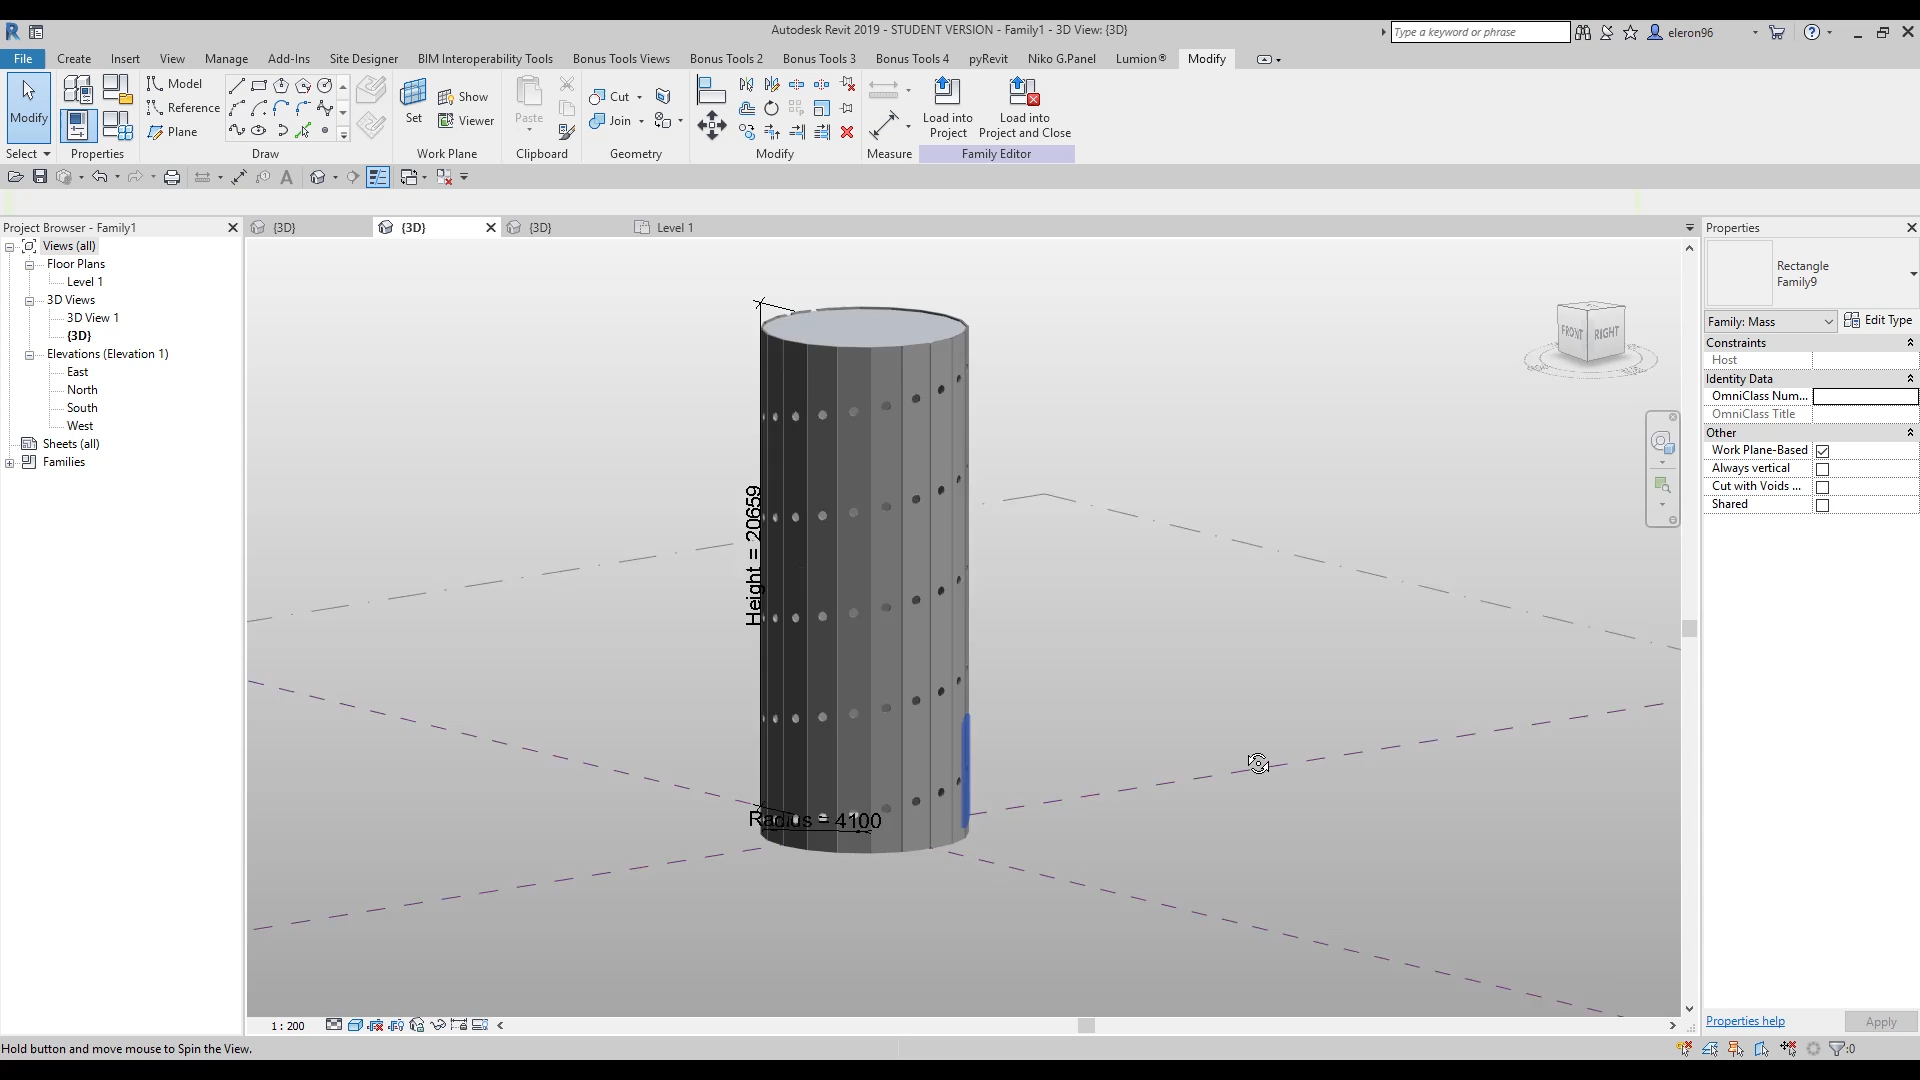 Autodesk Revit 2019 - STUDENT VERSION - Family1 - 3D View: {3D}
Type a keyword or phrase
eleron96
File
Create
Insert
View
Manage
Add-Ins
Site Designer
BIM Interoperability Tools
Bonus Tools Views
Bonus Tools 2
Bonus Tools 3
Bonus Tools 4
pyRevit
Niko G.Panel
Lumion®
Modify
Modify
Model
Reference
Plane
Set
Show
Viewer
Paste
Cut
Join
Load into
Project
Load into
Project and Close
Select
Properties
Draw
Work Plane
Clipboard
Geometry
Modify
Measure
Family Editor
Project Browser - Family1
Views (all)
Floor Plans
Level 1
3D Views
3D View 1
{3D}
Elevations (Elevation 1)
East
North
South
West
Sheets (all)
Families
{3D}
{3D}
{3D}
Level 1
Height = 20659
Radius = 4100
FRONT
RIGHT
Properties
Rectangle
Family9
Family: Mass
Edit Type
Constraints
Host
Identity Data
OmniClass Num...
OmniClass Title
Other
Work Plane-Based
Always vertical
Cut with Voids ...
Shared
Properties help
Apply
1 : 200
Hold button and move mouse to Spin the View.
:0